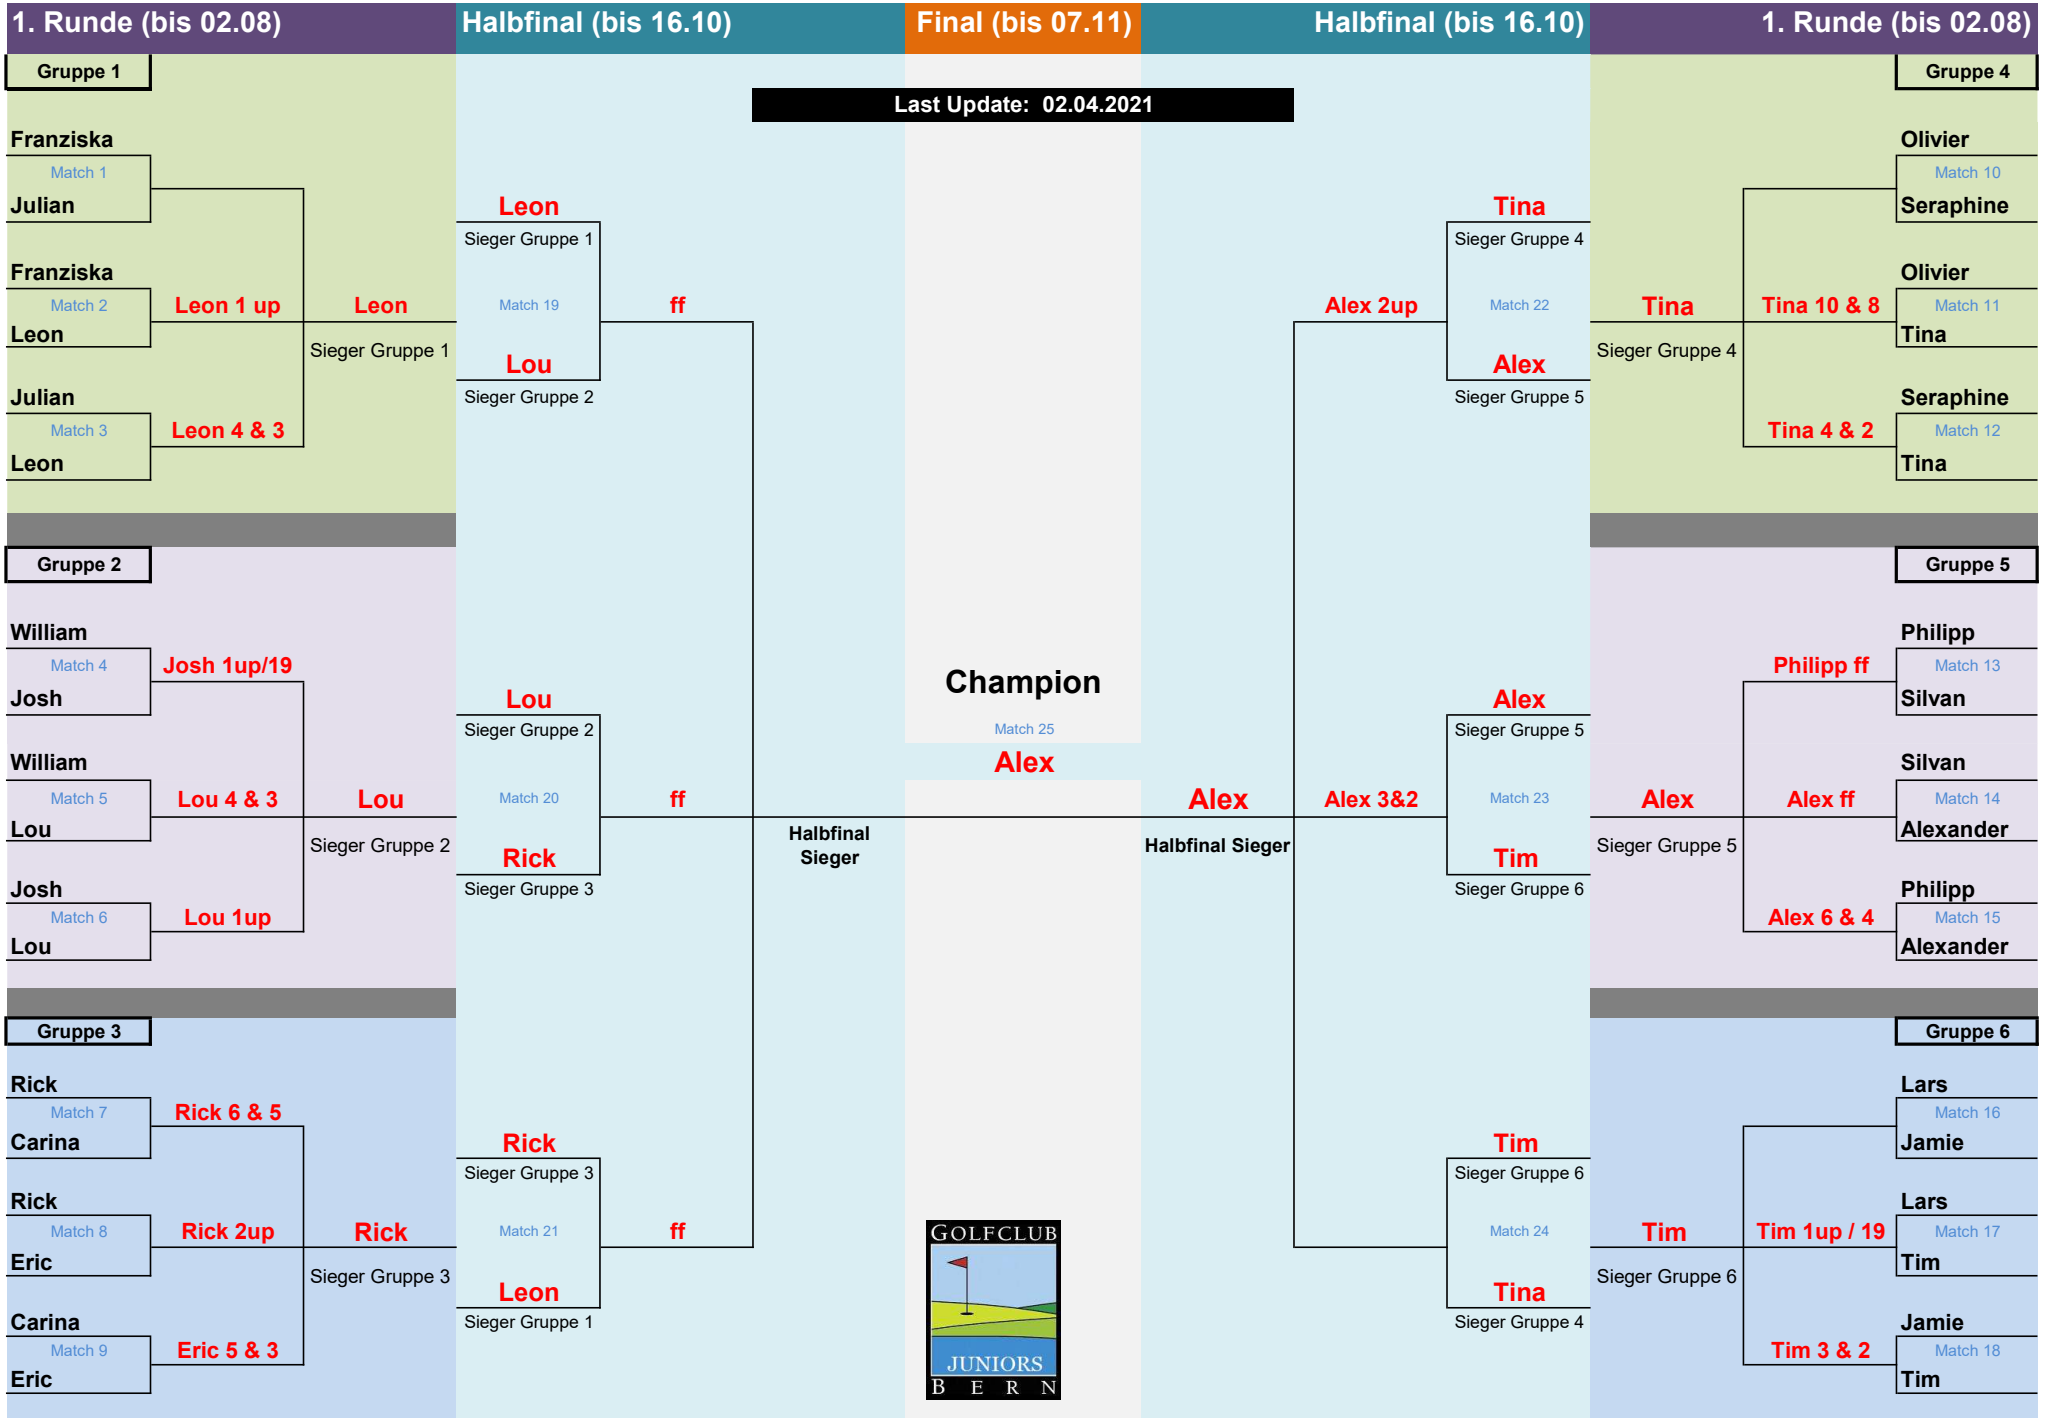 1. Runde (bis 02.08)
Halbfinal (bis 16.10)
Final (bis 07.11)
Halbfinal (bis 16.10)
1. Runde (bis 02.08)
Last Update: 02.04.2021
Gruppe 1
Franziska
Match 1
Julian
Franziska
Match 2
Leon 1 up
Leon
Julian
Match 3
Leon 4 & 3
Leon
Leon
Sieger Gruppe 1
Gruppe 2
William
Match 4
Josh 1up/19
Josh
William
Match 5
Lou 4 & 3
Lou
Josh
Match 6
Lou 1up
Lou
Lou
Sieger Gruppe 2
Gruppe 3
Rick
Match 7
Rick 6 & 5
Carina
Rick
Match 8
Rick 2up
Eric
Carina
Match 9
Eric 5 & 3
Eric
Rick
Sieger Gruppe 3
Leon
Sieger Gruppe 1
Match 19
ff
Lou
Sieger Gruppe 2
Lou
Sieger Gruppe 2
Match 20
ff
Rick
Sieger Gruppe 3
Rick
Sieger Gruppe 3
Match 21
ff
Leon
Sieger Gruppe 1
Halbfinal
Sieger
Champion
Match 25
Alex
GOLFCLUB
JUNIORS
BERN
Alex
Halbfinal Sieger
Tina
Sieger Gruppe 4
Alex 2up
Match 22
Alex
Sieger Gruppe 5
Alex
Sieger Gruppe 5
Alex 3&2
Match 23
Tim
Sieger Gruppe 6
Tim
Sieger Gruppe 6
Match 24
Tina
Sieger Gruppe 4
Gruppe 4
Olivier
Match 10
Seraphine
Olivier
Tina 10 & 8
Match 11
Tina
Seraphine
Tina 4 & 2
Match 12
Tina
Tina
Sieger Gruppe 4
Gruppe 5
Philipp
Philipp ff
Match 13
Silvan
Silvan
Alex ff
Match 14
Alexander
Philipp
Alex 6 & 4
Match 15
Alexander
Alex
Sieger Gruppe 5
Gruppe 6
Lars
Match 16
Jamie
Lars
Tim 1up / 19
Match 17
Tim
Jamie
Tim 3 & 2
Match 18
Tim
Tim
Sieger Gruppe 6